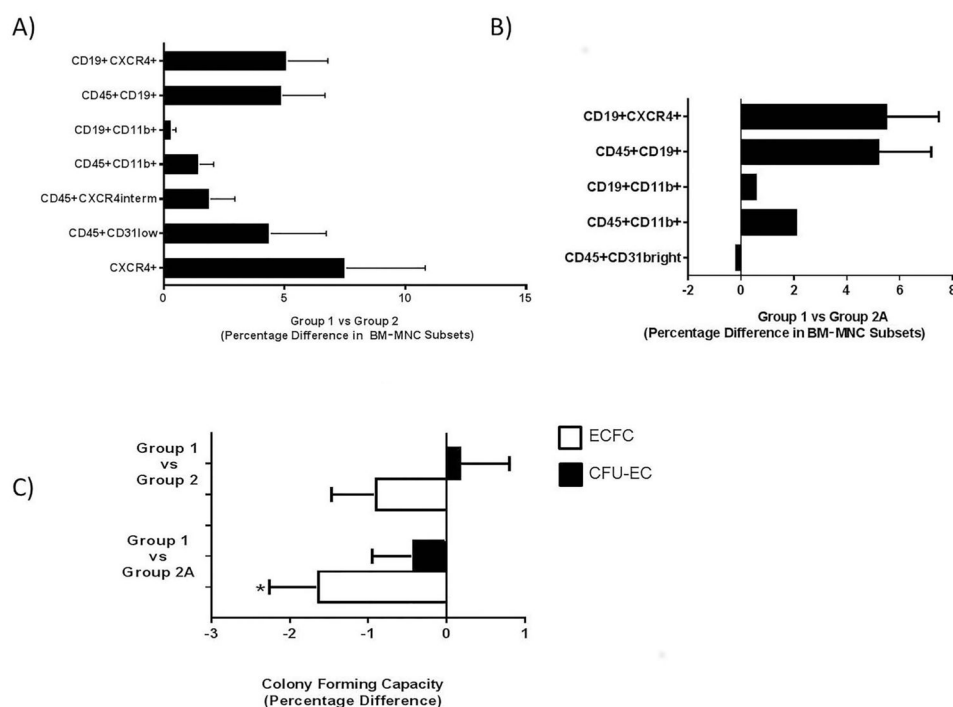 A)
CD19+CXCR4+
CD45+CD19+
CD19+CD11b+
CD45+CD11b+
CD45+CXCR4interm
CD45+CD31low
CXCR4+
0 5 10 15
Group 1 vs Group 2
(Percentage Difference in BM-MNC Subsets)
B)
CD19+CXCR4+
CD45+CD19+
CD19+CD11b+
CD45+CD11b+
CD45+CD31bright
-2 0 2 4 6 8
Group 1 vs Group 2A
(Percentage Difference in BM-MNC Subsets)
C)
Group 1
vs
Group 2
Group 1
vs
Group 2A
*
-3 -2 -1 0 1
Colony Forming Capacity
(Percentage Difference)
ECFC
CFU-EC